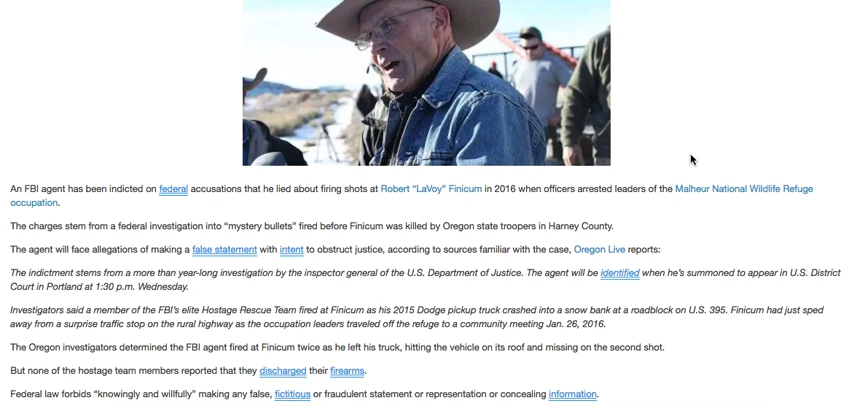 An FBI agent has been indicted on federal accusations that he lied about firing shots at Robert “LaVoy” Finicum in 2016 when officers arrested leaders of the Malheur National Wildlife Refuge
occupation.
The charges stem from a federal investigation into “mystery bullets” fired before Finicum was killed by Oregon state troopers in Harney County.
The agent will face allegations of making a false statement with intent to obstruct justice, according to sources familiar with the case, Oregon Live reports:
The indictment stems from a more than year-long investigation by the inspector general of the U.S. Department of Justice. The agent will be identified when he’s summoned to appear in U.S. District
Court in Portland at 1:30 p.m. Wednesday.
Investigators said a member of the FBI’s elite Hostage Rescue Team fired at Finicum as his 2015 Dodge pickup truck crashed into a snow bank at a roadblock on U.S. 395. Finicum had just sped
away from a surprise traffic stop on the rural highway as the occupation leaders traveled off the refuge to a community meeting Jan. 26, 2016.
The Oregon investigators determined the FBI agent fired at Finicum twice as he left his truck, hitting the vehicle on its roof and missing on the second shot.
But none of the hostage team members reported that they discharged their firearms.
Federal law forbids “knowingly and willfully” making any false, fictitious or fraudulent statement or representation or concealing information.